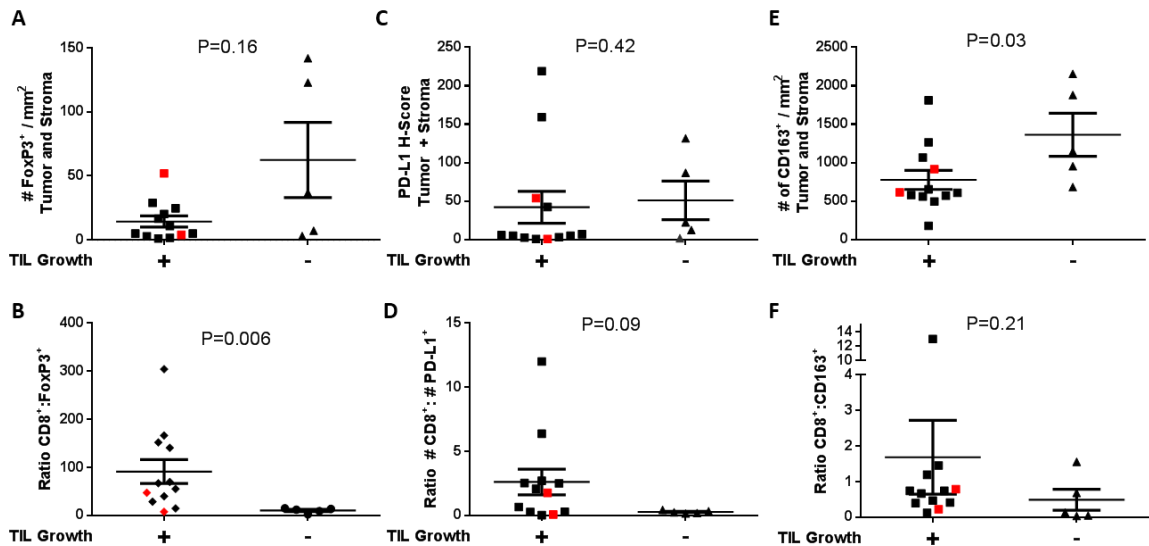 A
P=0.16
# FoxP3⁺ / mm²
Tumor and Stroma
150
100
50
0
TIL Growth
+
-
C
P=0.42
PD-L1 H-Score
Tumor + Stroma
250
200
150
100
50
0
TIL Growth
+
-
E
P=0.03
# of CD163⁺ / mm²
Tumor and Stroma
2500
2000
1500
1000
500
0
TIL Growth
+
-
B
P=0.006
Ratio CD8⁺:FoxP3⁺
400
300
200
100
0
TIL Growth
+
-
D
P=0.09
Ratio # CD8⁺: # PD-L1⁺
15
10
5
0
TIL Growth
+
-
F
P=0.21
Ratio CD8⁺:CD163⁺
14
12
10
4
3
2
1
0
TIL Growth
+
-